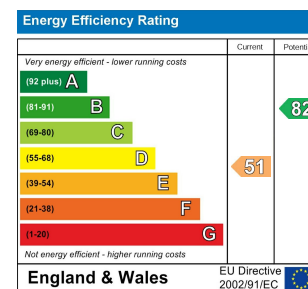 Energy Efficiency Rating
Current Potenti
Very energy efficient - lower running costs
(92 plus) A
(81-91) B 82
(69-80) C
(55-68) D
51
(39-54) E
(21-38) F
(1-20) G
Not energy efficient - higher running costs
England & Wales
EU Directive
2002/91/EC